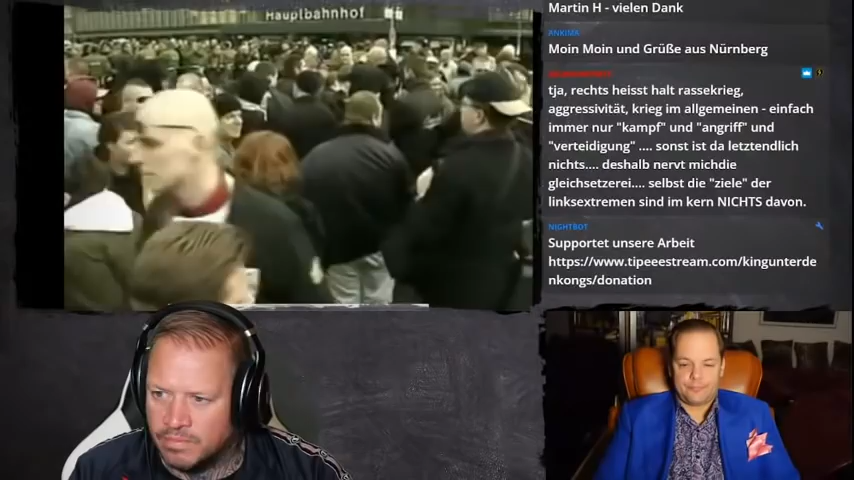 Hauptbahnhof
Martin H - vielen Dank
ANKIMA
Moin Moin und Grüße aus Nürnberg
tja, rechts heisst halt rassekrieg,
aggressivität, krieg im allgemeinen - einfach
immer nur "kampf" und "angriff" und
"verteidigung" .... sonst ist da letztendlich
nichts.... deshalb nervt michdie
gleichsetzerei.... selbst die "ziele" der
linksextremen sind im kern NICHTS davon.
NIGHTBOT
Supportet unsere Arbeit
https://www.tipeeestream.com/kingunterde
nkongs/donation